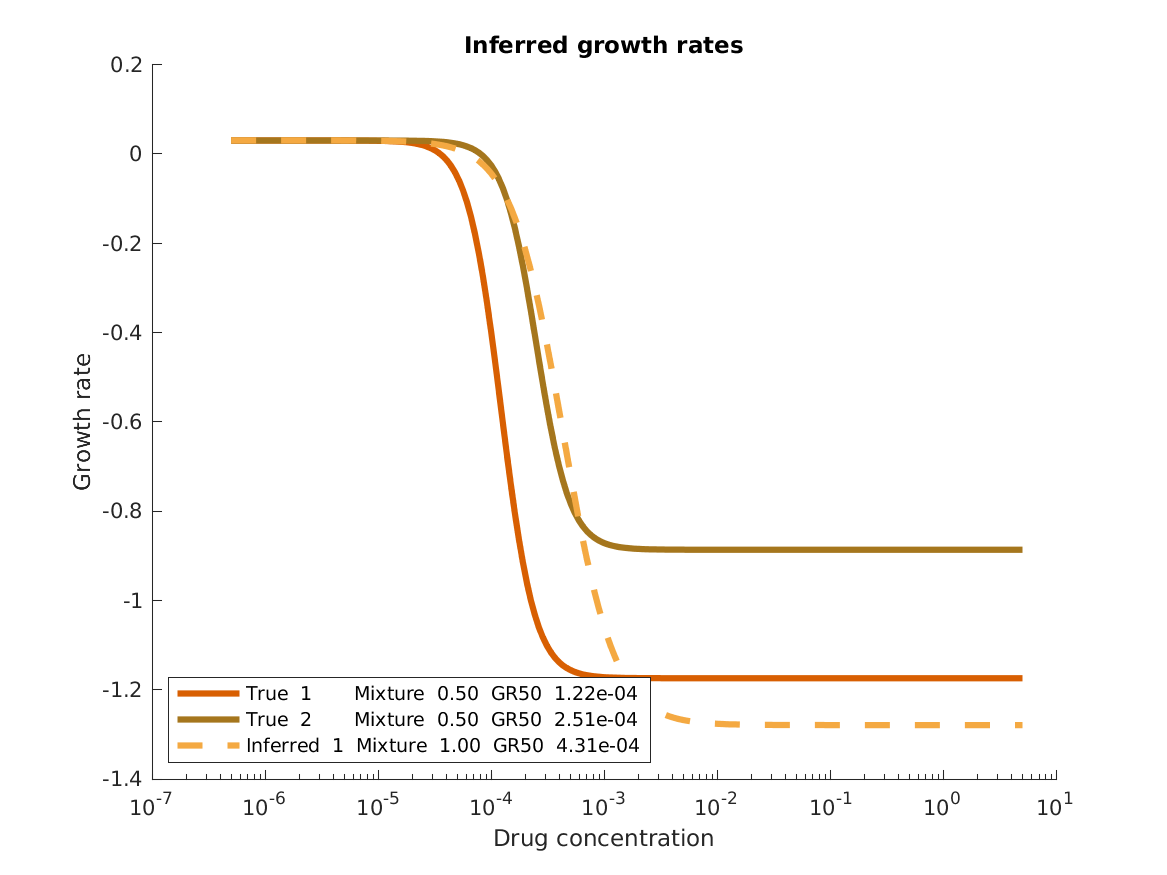 Inferred growth rates
Growth rate
0.2
0
-0.2
-0.4
-0.6
-0.8
-1
-1.2
-1.4
True 1 Mixture 0.50 GR50 1.22e-04
True 2 Mixture 0.50 GR50 2.51e-04
Inferred 1 Mixture 1.00 GR50 4.31e-04
10^-7 10^-6 10^-5 10^-4 10^-3 10^-2 10^-1 10^0 10^1
Drug concentration